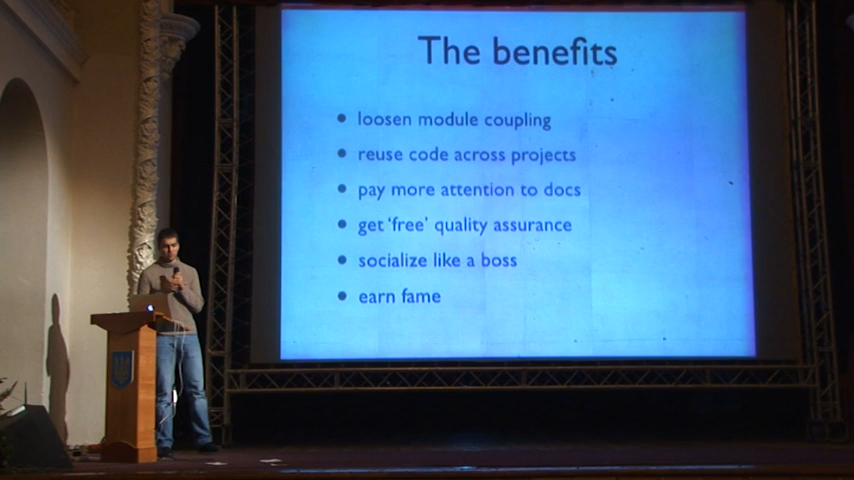 The benefits
loosen module coupling
reuse code across projects
pay more attention to docs
get ‘free’ quality assurance
socialize like a boss
earn fame